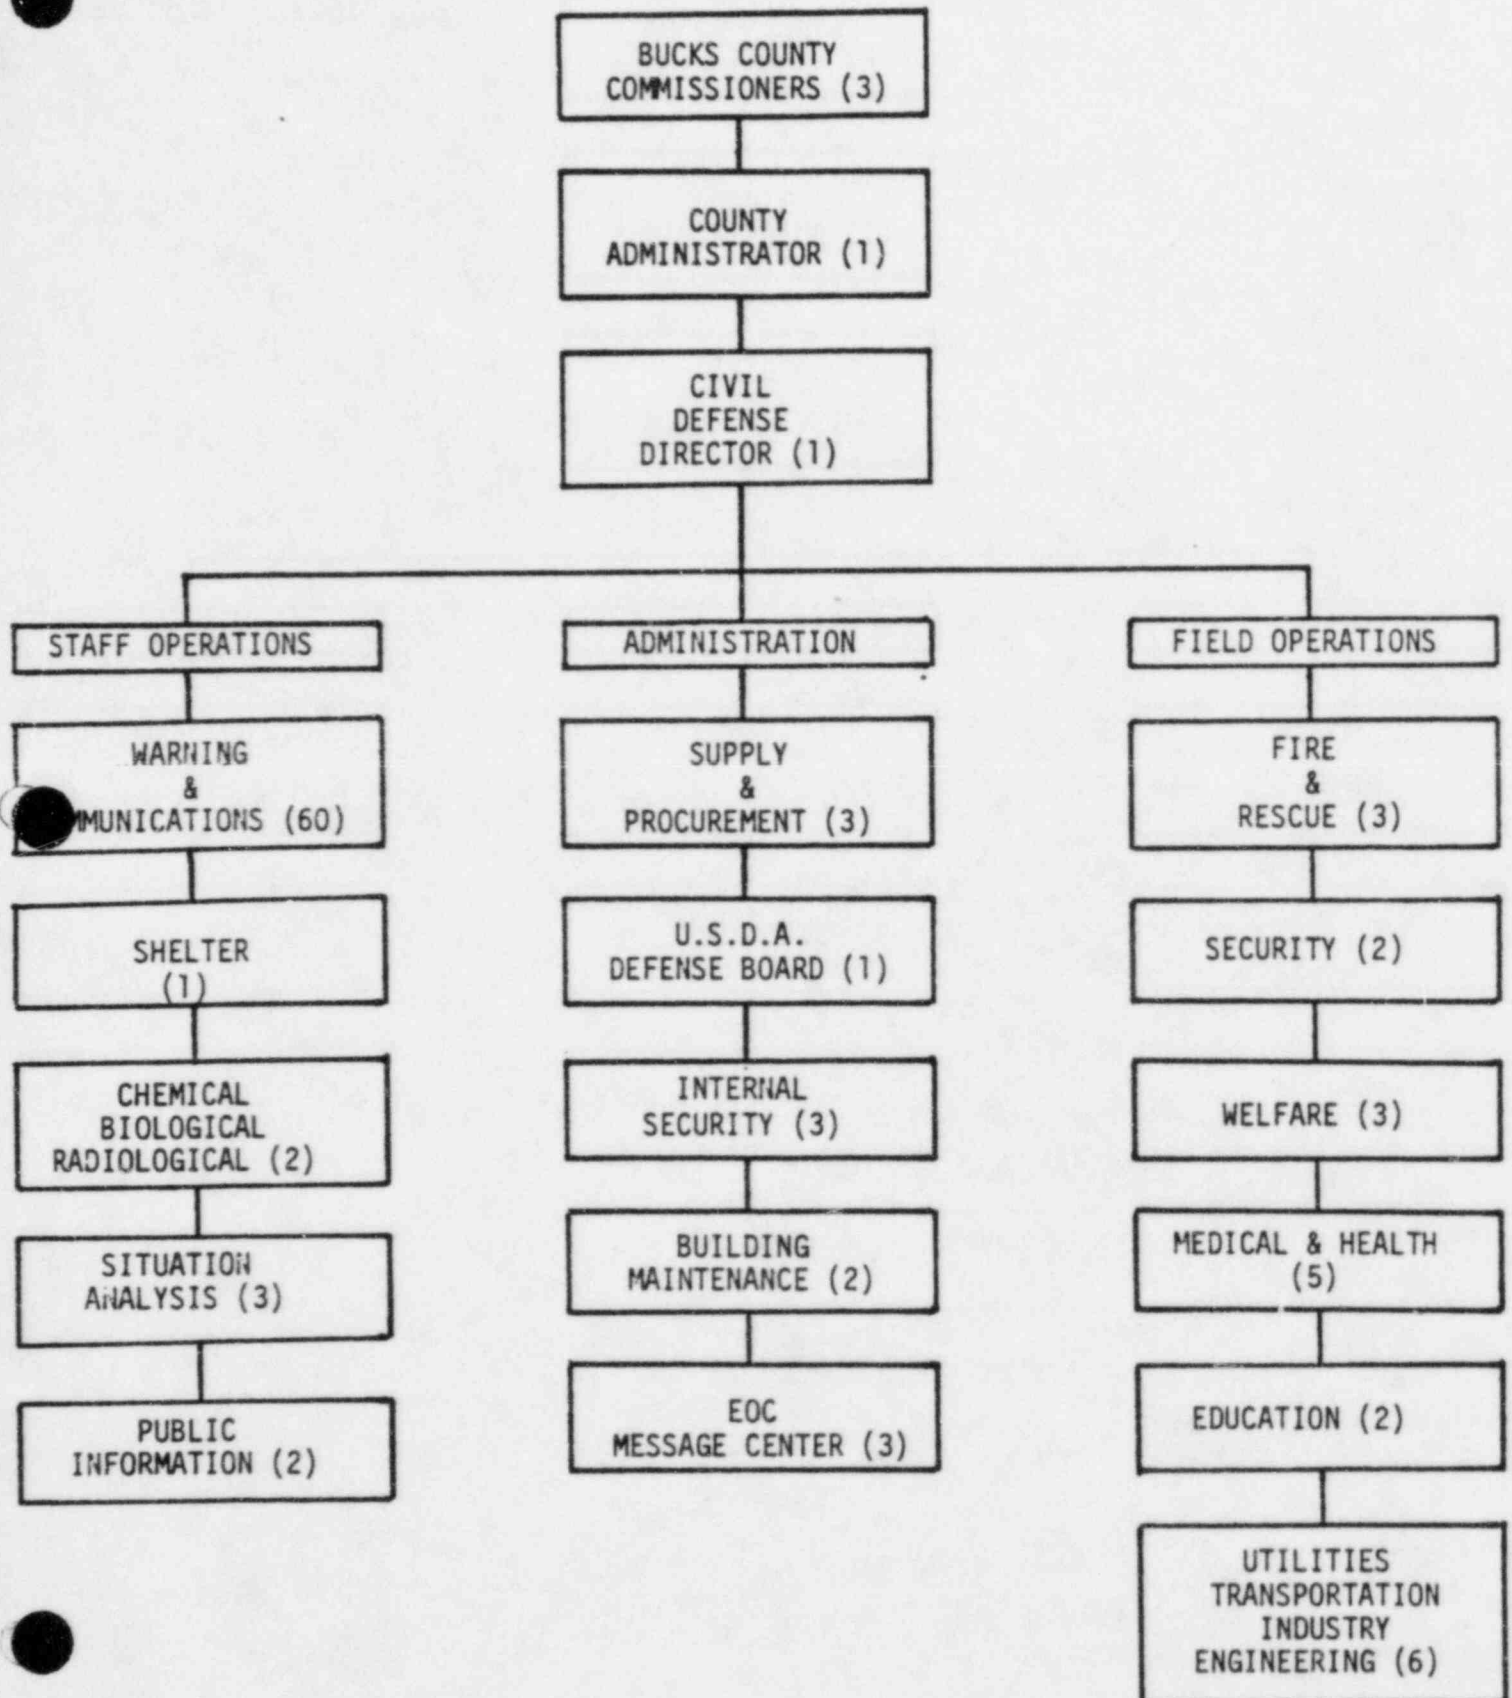 BUCKS COUNTY
COMMISSIONERS (3)
COUNTY
ADMINISTRATOR (1)
CIVIL
DEFENSE
DIRECTOR (1)
STAFF OPERATIONS
WARNING
&
MMUNICATIONS (60)
SHELTER
(1)
CHEMICAL
BIOLOGICAL
RADIOLOGICAL (2)
SITUATION
ANALYSIS (3)
PUBLIC
INFORMATION (2)
ADMINISTRATION
SUPPLY
&
PROCUREMENT (3)
U.S.D.A.
DEFENSE BOARD (1)
INTERNAL
SECURITY (3)
BUILDING
MAINTENANCE (2)
EOC
MESSAGE CENTER (3)
FIELD OPERATIONS
FIRE
&
RESCUE (3)
SECURITY (2)
WELFARE (3)
MEDICAL & HEALTH
(5)
EDUCATION (2)
UTILITIES
TRANSPORTATION
INDUSTRY
ENGINEERING (6)